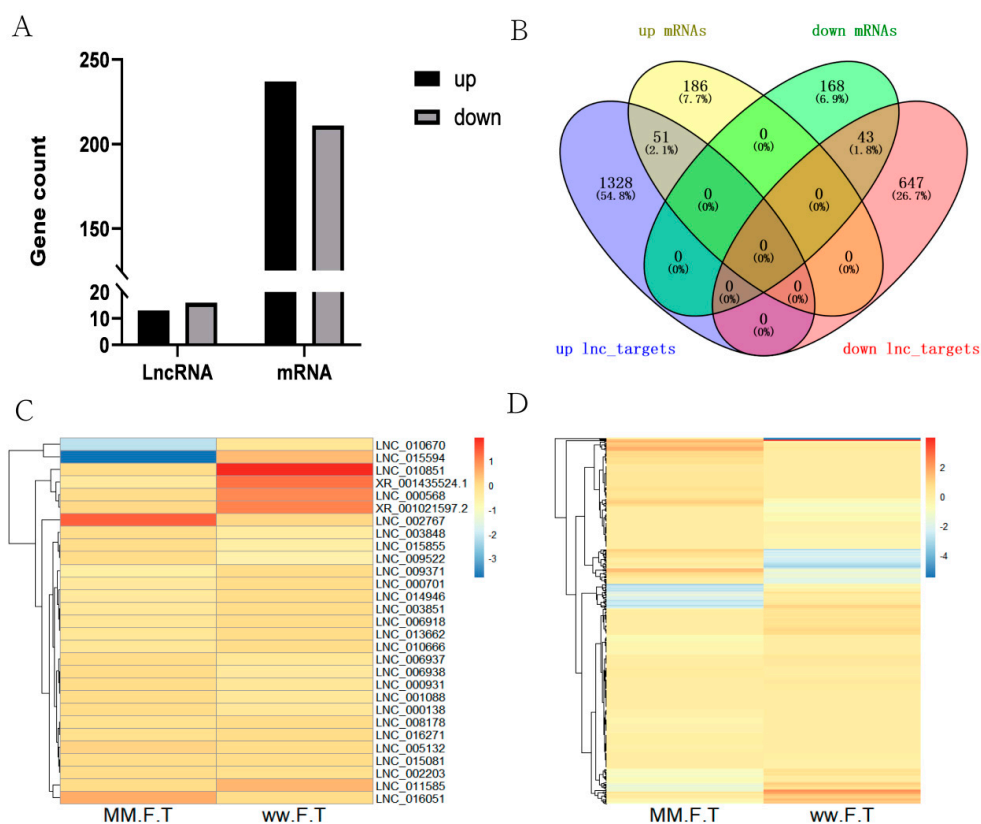 A
Gene count
250
200
150
20
10
0
LncRNA
mRNA
up
down
B
up mRNAs
down mRNAs
186
(7.7%)
168
(6.9%)
51
(2.1%)
0
(0%)
43
(1.8%)
1328
(54.8%)
0
(0%)
0
(0%)
647
(26.7%)
0
(0%)
0
(0%)
0
(0%)
0
(0%)
0
(0%)
0
(0%)
up lnc_targets
down lnc_targets
C
LNC_010670
LNC_015594
LNC_010851
XR_001435524.1
LNC_000568
XR_001021597.2
LNC_002767
LNC_003848
LNC_015855
LNC_009522
LNC_009371
LNC_000701
LNC_014946
LNC_003851
LNC_006918
LNC_013662
LNC_010666
LNC_006937
LNC_006938
LNC_000931
LNC_001088
LNC_000138
LNC_008178
LNC_016271
LNC_005132
LNC_015081
LNC_002203
LNC_011585
LNC_016051
MM.F.T
ww.F.T
1
0
-1
-2
-3
D
2
0
-2
-4
MM.F.T
ww.F.T